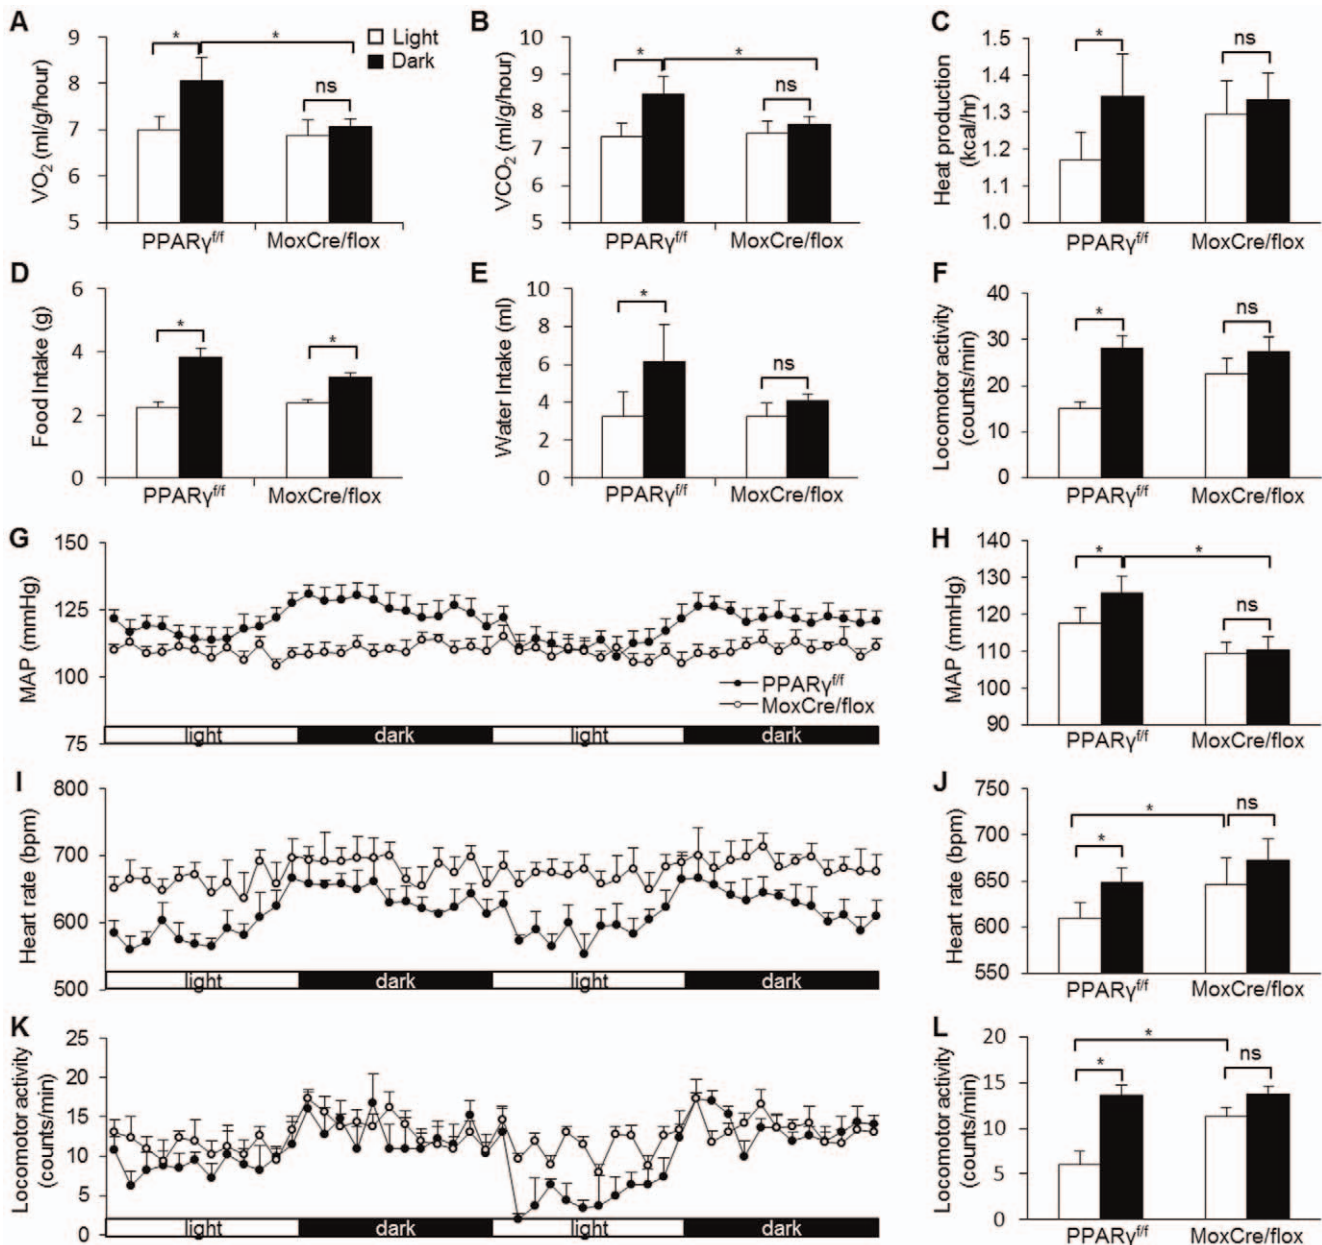 A
VO2 (ml/g/hour)
9
8
7
6
5
*
*
ns
Light
Dark
PPARγf/f
MoxCre/flox
B
VCO2 (ml/g/hour)
9
8
7
6
5
*
*
ns
PPARγf/f
MoxCre/flox
C
Heat production
(kcal/hr)
1.5
1.4
1.3
1.2
1.1
1.0
*
ns
PPARγf/f
MoxCre/flox
D
Food Intake (g)
6
4
2
0
*
*
PPARγf/f
MoxCre/flox
E
Water Intake (ml)
10
8
6
4
2
0
*
ns
PPARγf/f
MoxCre/flox
F
Locomotor activity
(counts/min)
40
30
20
10
0
*
ns
PPARγf/f
MoxCre/flox
G
MAP (mmHg)
150
125
100
75
PPARγf/f
MoxCre/flox
light
dark
light
dark
H
MAP (mmHg)
140
130
120
110
100
90
*
*
ns
PPARγf/f
MoxCre/flox
I
Heart rate (bpm)
800
700
600
500
light
dark
light
dark
J
Heart rate (bpm)
750
700
650
600
550
*
*
ns
PPARγf/f
MoxCre/flox
K
Locomotor activity
(counts/min)
25
20
15
10
5
0
light
dark
light
dark
L
Locomotor activity
(counts/min)
20
15
10
5
0
*
*
ns
PPARγf/f
MoxCre/flox